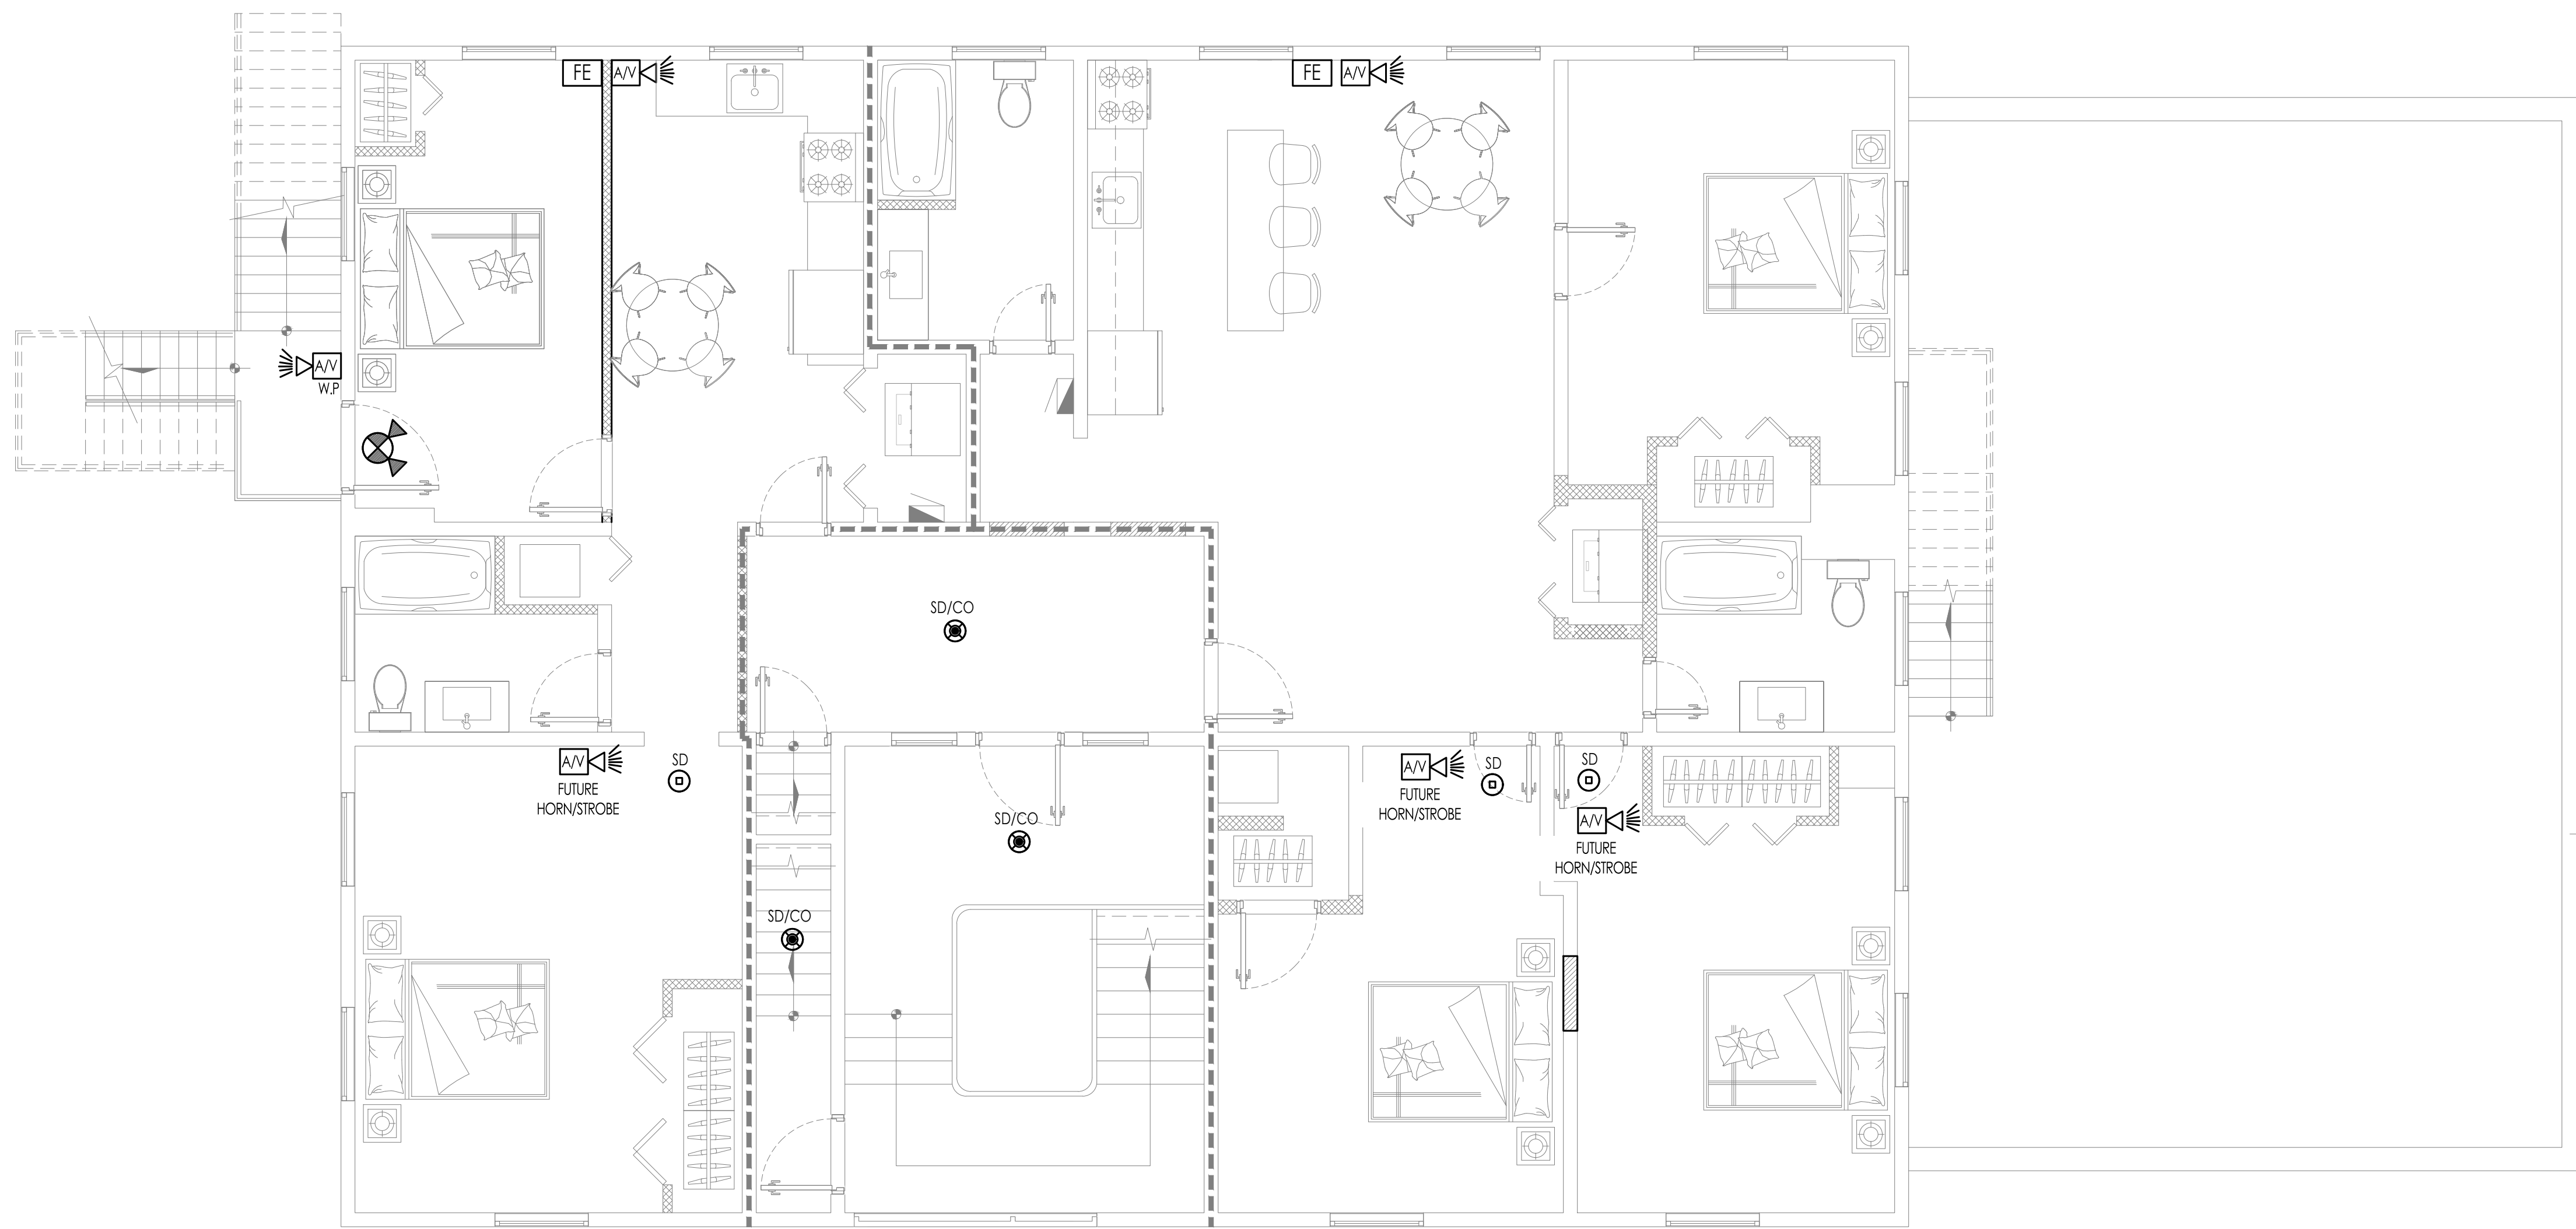 FE
A/V
FE
A/V
A/V
W.P
SD/CO
A/V
FUTURE
HORN/STROBE
SD
A/V
FUTURE
HORN/STROBE
SD
SD
A/V
FUTURE
HORN/STROBE
SD/CO
SD/CO